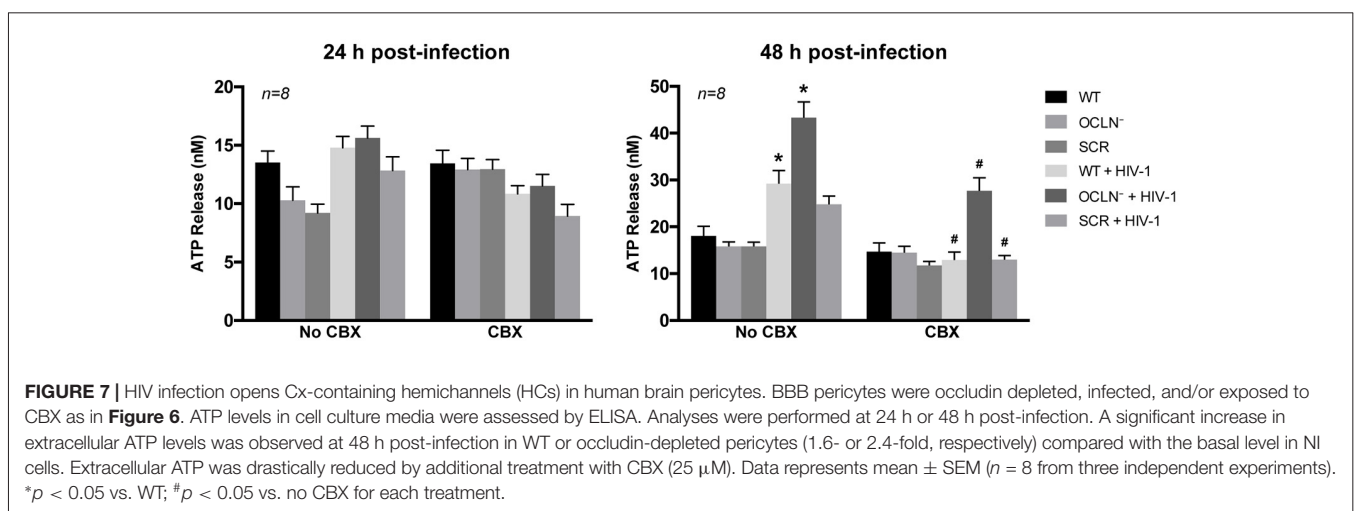 24 h post-infection
20
15
10
5
0
ATP Release (nM)
n=8
No CBX
CBX
48 h post-infection
50
40
30
20
10
0
ATP Release (nM)
n=8
*
*
#
#
#
No CBX
CBX
WT
OCLN⁻
SCR
WT + HIV-1
OCLN⁻ + HIV-1
SCR + HIV-1
FIGURE 7 | HIV infection opens Cx-containing hemichannels (HCs) in human brain pericytes. BBB pericytes were occludin depleted, infected, and/or exposed to
CBX as in Figure 6. ATP levels in cell culture media were assessed by ELISA. Analyses were performed at 24 h or 48 h post-infection. A significant increase in
extracellular ATP levels was observed at 48 h post-infection in WT or occludin-depleted pericytes (1.6- or 2.4-fold, respectively) compared with the basal level in NI
cells. Extracellular ATP was drastically reduced by additional treatment with CBX (25 μM). Data represents mean ± SEM (n = 8 from three independent experiments).
*p < 0.05 vs. WT; #p < 0.05 vs. no CBX for each treatment.